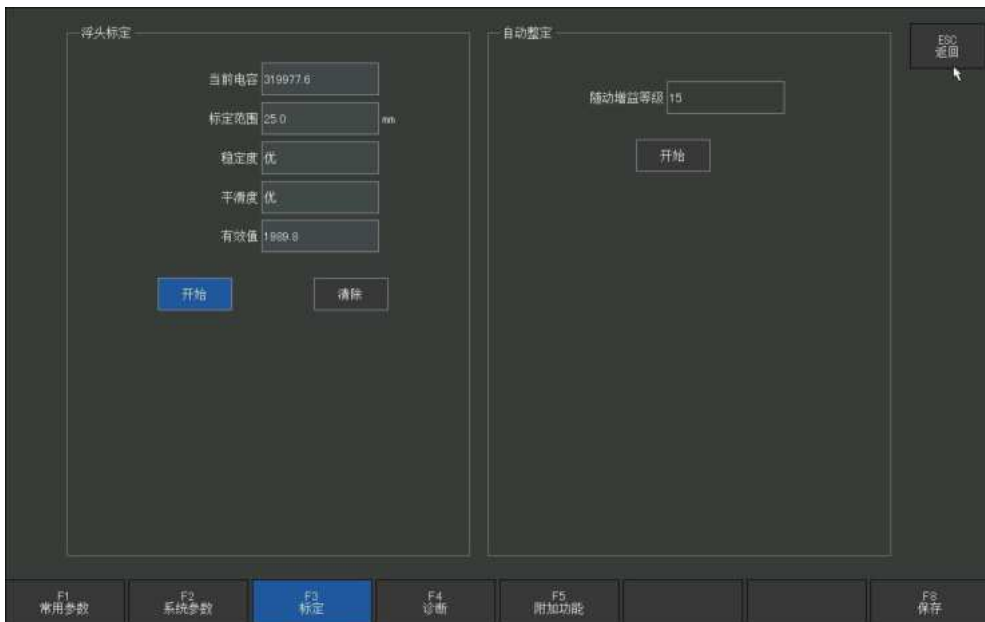 浮头标定
当前电容 319977.6
标定范围 25.0 mm
稳定度 优
平滑度 优
有效值 1989.8
开始
清除
自动整定
随动增益等级 15
开始
ESC
返回
F1
常用参数
F2
系统参数
F3
标定
F4
诊断
F5
附加功能
F8
保存